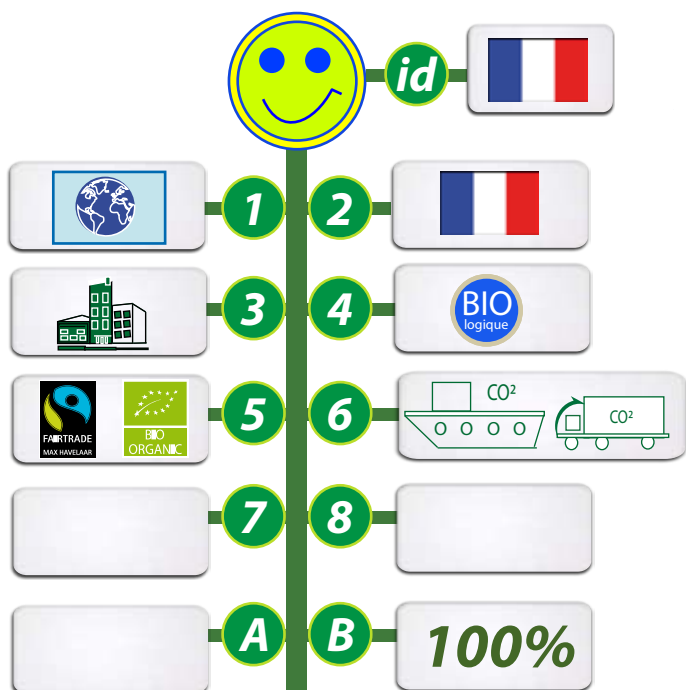 id
1
2
3
4
BIO
logique
5
FAIRTRADE
MAX HAVELAAR
BIO
ORGANIC
6
CO²
CO²
7
8
A
B
100%